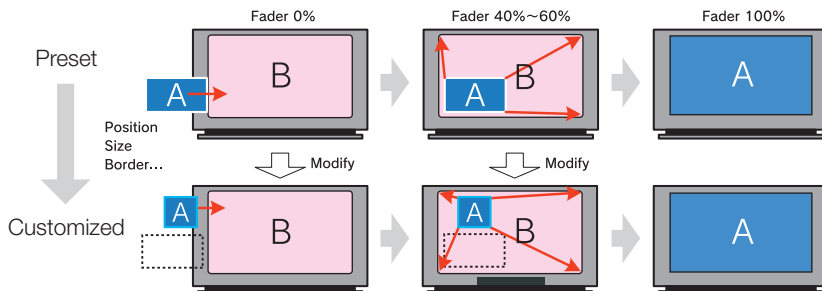 Fader 0%
Fader 40%～60%
Fader 100%
Preset
A
B
A
B
A
Position
Size
Border...
Modify
Modify
Customized
A
B
A
B
A